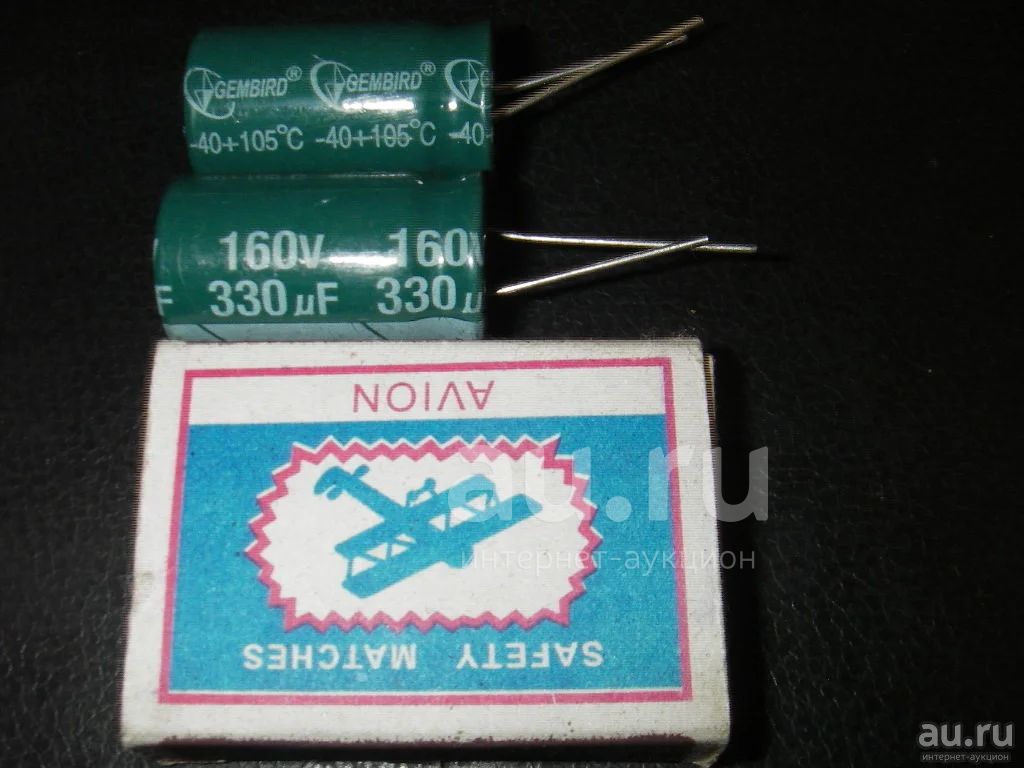 GEMBIRD® GEMBIRD®
-40+105°C -40+105°C -40
160V 160V
F 330µF 330µ
AVION
au.ru
интернет-аукцион
SAFETY MATCHES
au.ru
интернет-аукцион